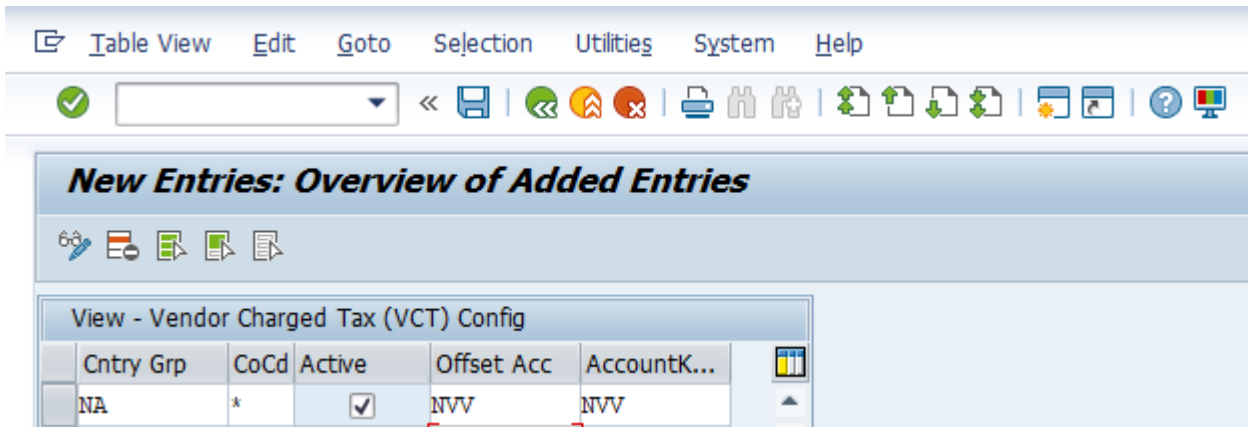 Table View Edit Goto Selection Utilities System Help
«
New Entries: Overview of Added Entries
View - Vendor Charged Tax (VCT) Config
Cntry Grp CoCd Active Offset Acc AccountK...
NA * NVV NVV